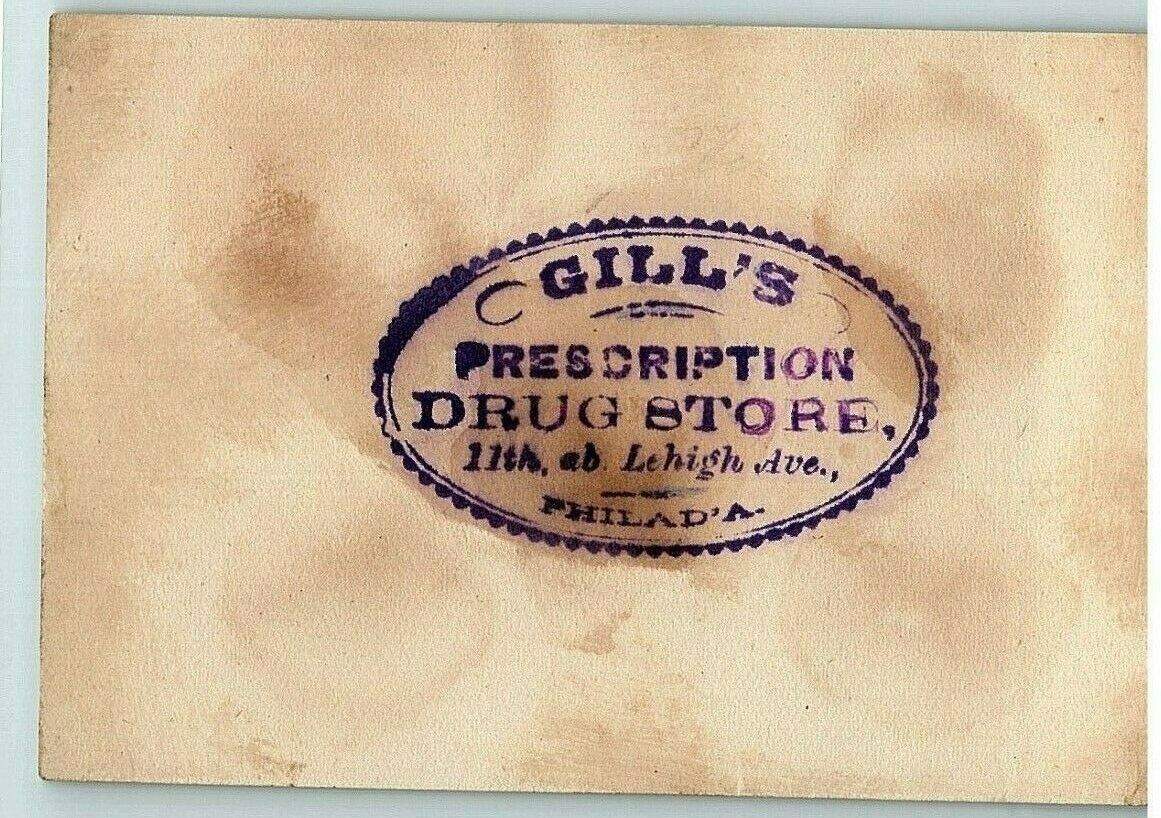 GILL'S
PRESCRIPTION
DRUG STORE,
11th, ab. Lehigh Ave.,
PHILAD'A.